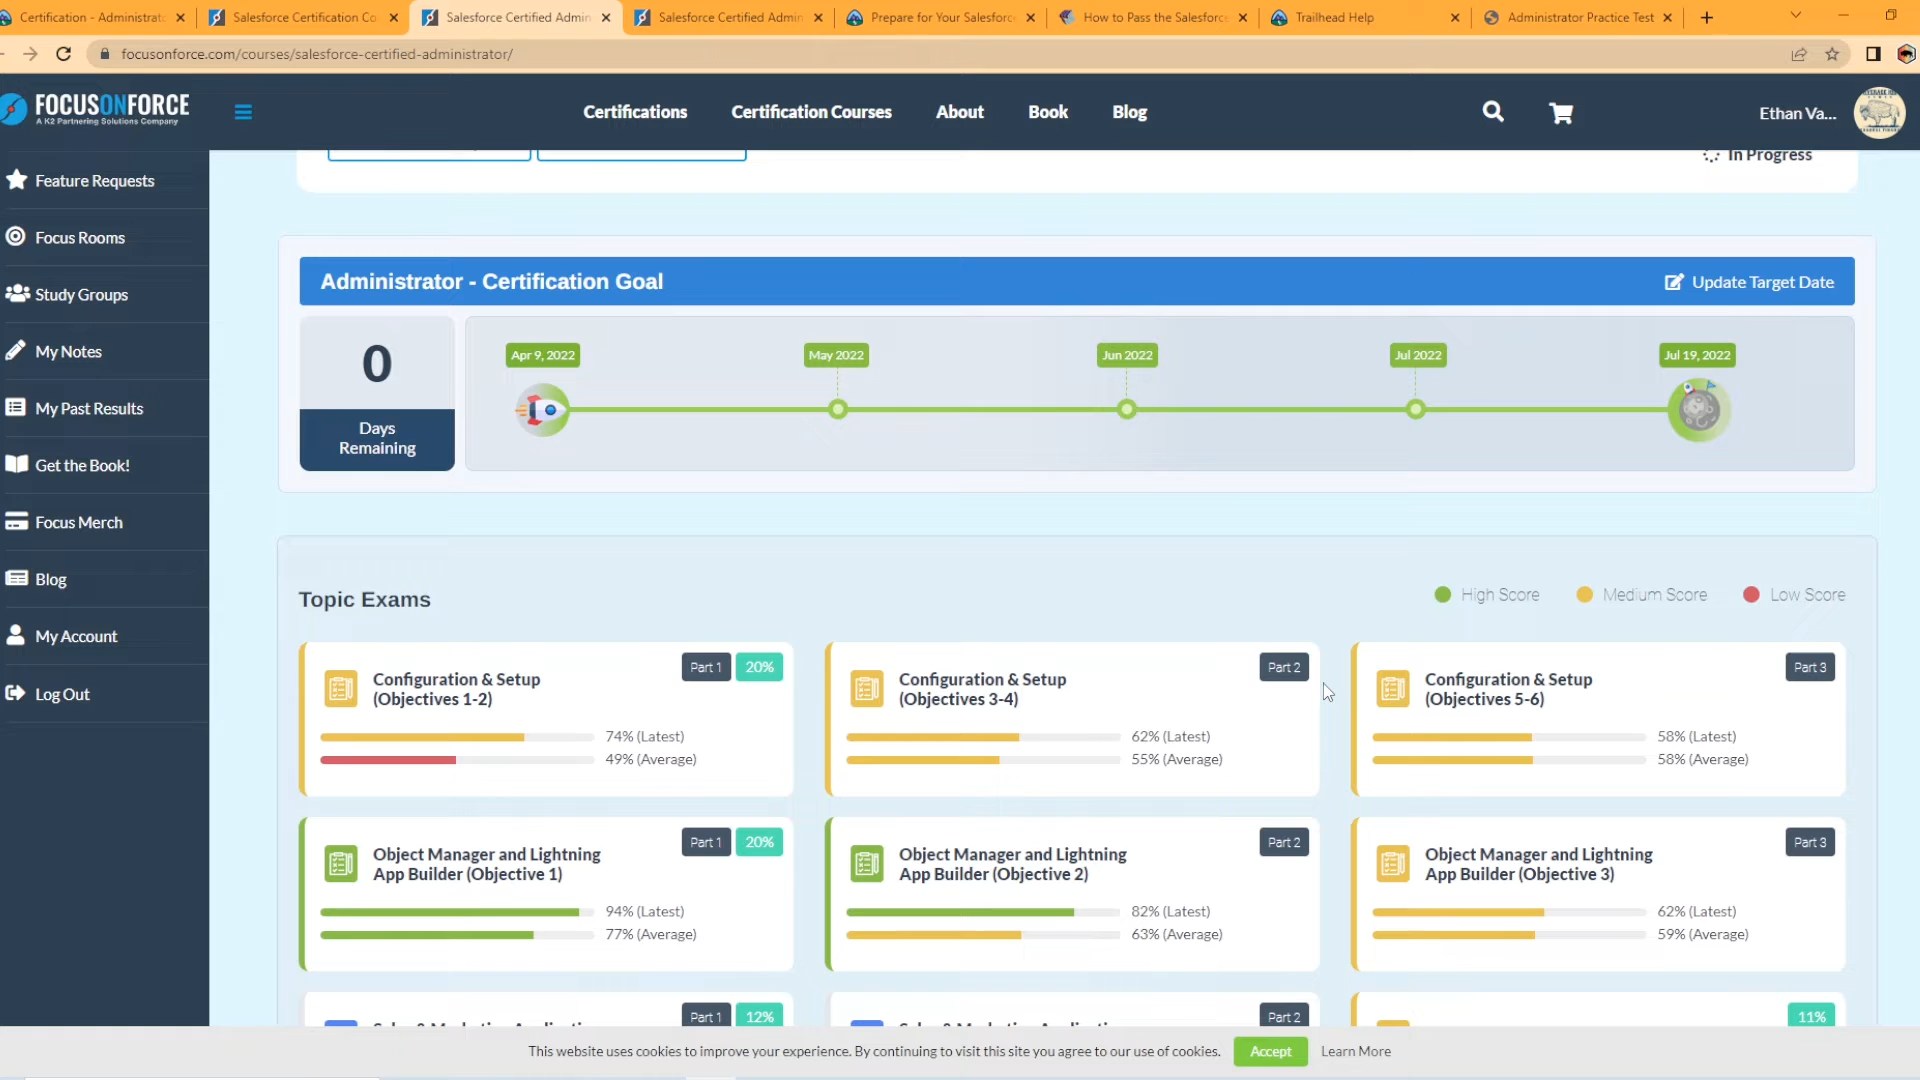 Certification - Administrat
Salesforce Certification Co
Salesforce Certified Admin
Salesforce Certified Admin
Prepare for Your Salesforc
How to Pass the Salesforce
Trailhead Help
Administrator Practice Test
focusonforce.com/courses/salesforce-certified-administrator/
FOCUSONFORCE
A K2 Partnering Solutions Company
Certifications
Certification Courses
About
Book
Blog
Ethan Va...
Feature Requests
Focus Rooms
Study Groups
My Notes
My Past Results
Get the Book!
Focus Merch
Blog
My Account
Log Out
In Progress
Administrator - Certification Goal
Update Target Date
0
Days
Remaining
Apr 9, 2022
May 2022
Jun 2022
Jul 2022
Jul 19, 2022
Topic Exams
High Score
Medium Score
Low Score
Configuration & Setup
(Objectives 1-2)
Part 1
20%
74% (Latest)
49% (Average)
Configuration & Setup
(Objectives 3-4)
Part 2
62% (Latest)
55% (Average)
Configuration & Setup
(Objectives 5-6)
Part 3
58% (Latest)
58% (Average)
Object Manager and Lightning
App Builder (Objective 1)
Part 1
20%
94% (Latest)
77% (Average)
Object Manager and Lightning
App Builder (Objective 2)
Part 2
82% (Latest)
63% (Average)
Object Manager and Lightning
App Builder (Objective 3)
Part 3
62% (Latest)
59% (Average)
Part 1
12%
Part 2
11%
This website uses cookies to improve your experience. By continuing to visit this site you agree to our use of cookies.
Accept
Learn More